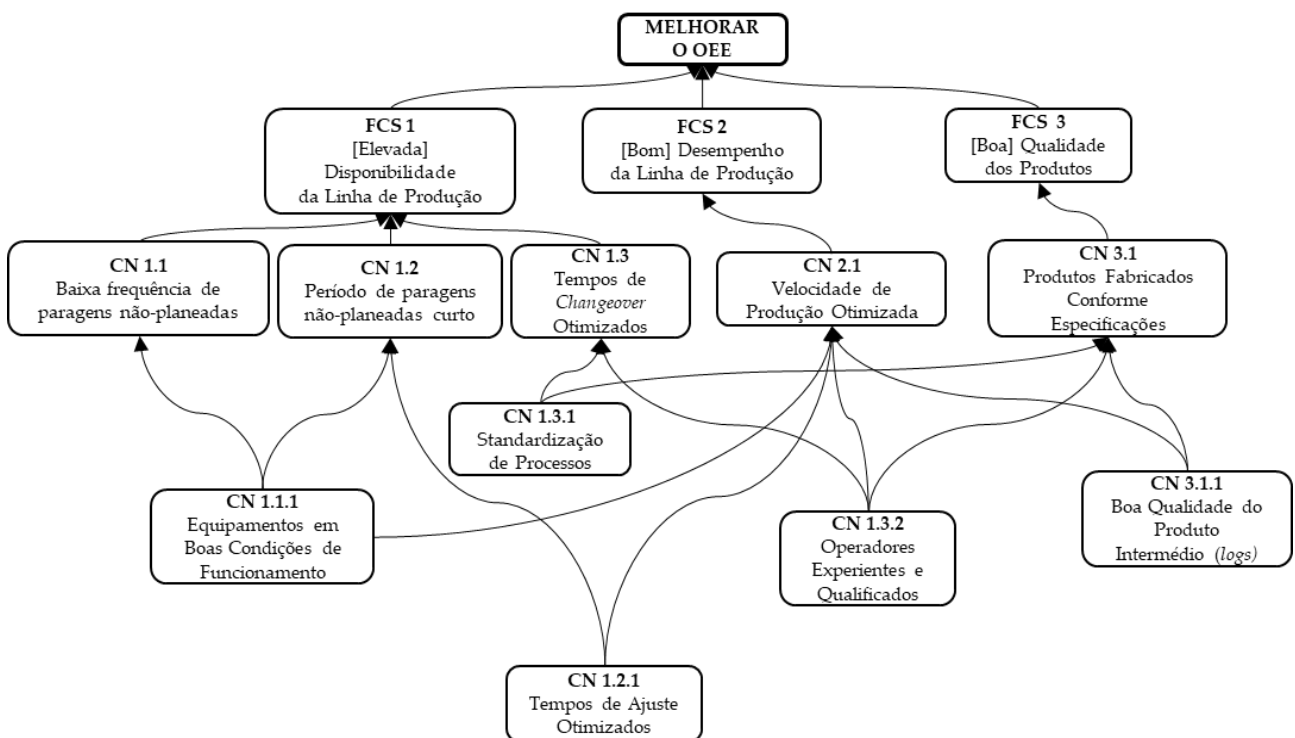 MELHORAR
O OEE
FCS 1
[Elevada]
Disponibilidade
da Linha de Produção
FCS 2
[Bom] Desempenho
da Linha de Produção
FCS 3
[Boa] Qualidade
dos Produtos
CN 1.1
Baixa frequência de
paragens não-planeadas
CN 1.2
Período de paragens
não-planeadas curto
CN 1.3
Tempos de
Changeover
Otimizados
CN 2.1
Velocidade de
Produção Otimizada
CN 3.1
Produtos Fabricados
Conforme
Especificações
CN 1.3.1
Standardização
de Processos
CN 1.1.1
Equipamentos em
Boas Condições de
Funcionamento
CN 1.3.2
Operadores
Experientes e
Qualificados
CN 3.1.1
Boa Qualidade do
Produto
Intermédio (logs)
CN 1.2.1
Tempos de Ajuste
Otimizados